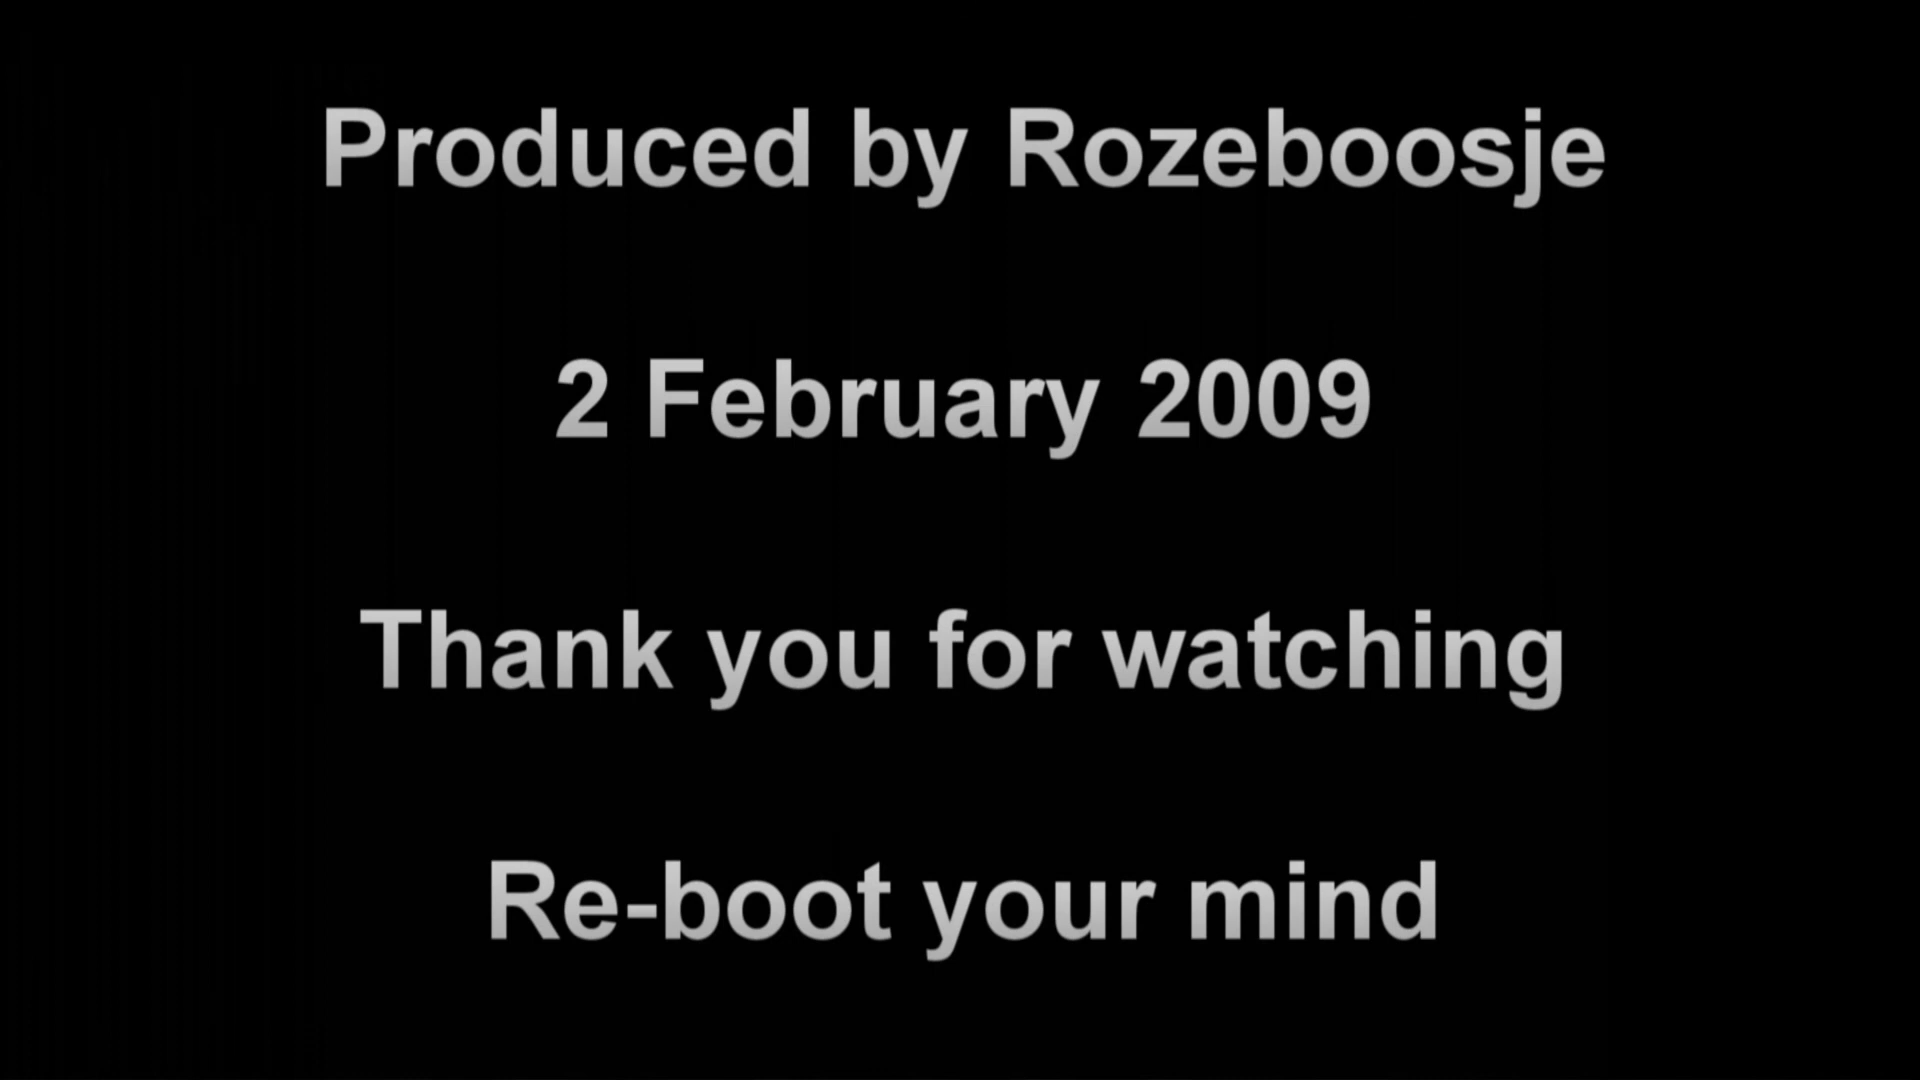 Produced by Rozeboosje
2 February 2009
Thank you for watching
Re-boot your mind